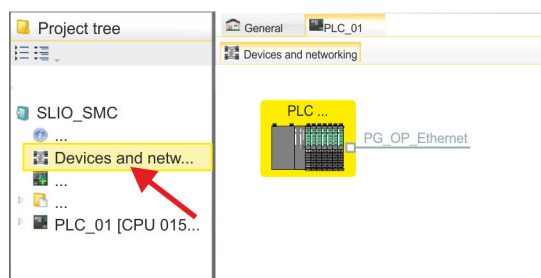 Project tree
SLIO_SMC
...
Devices and netw...
...
...
PLC_01 [CPU 015...
General
PLC_01
Devices and networking
PLC ...
PG_OP_Ethernet